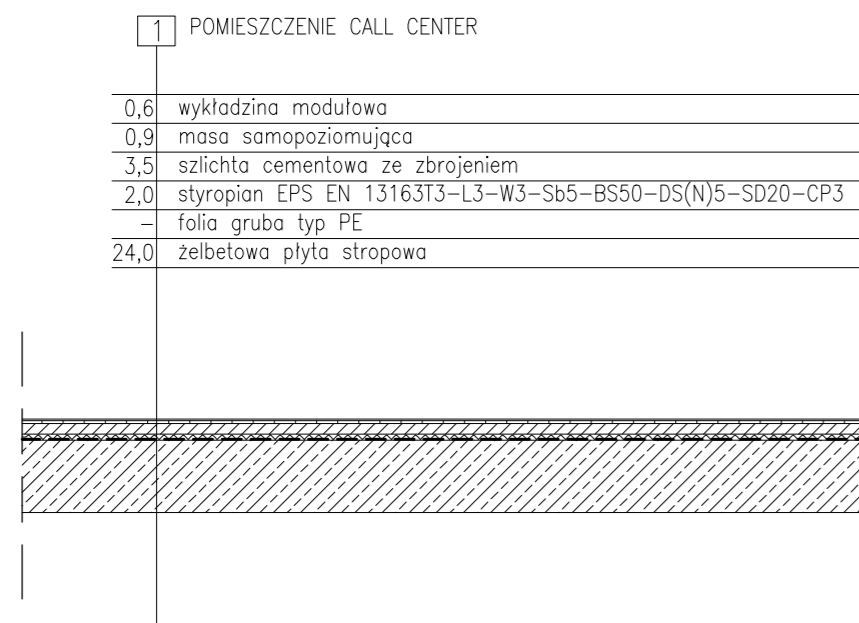 1 POMIESZCZENIE CALL CENTER
0,6 wykładzina modułowa
0,9 masa samopoziomująca
3,5 szlichta cementowa ze zbrojeniem
2,0 styropian EPS EN 13163T3-L3-W3-Sb5-BS50-DS(N)5-SD20-CP3
- folia gruba typ PE
24,0 żelbetowa płyta stropowa